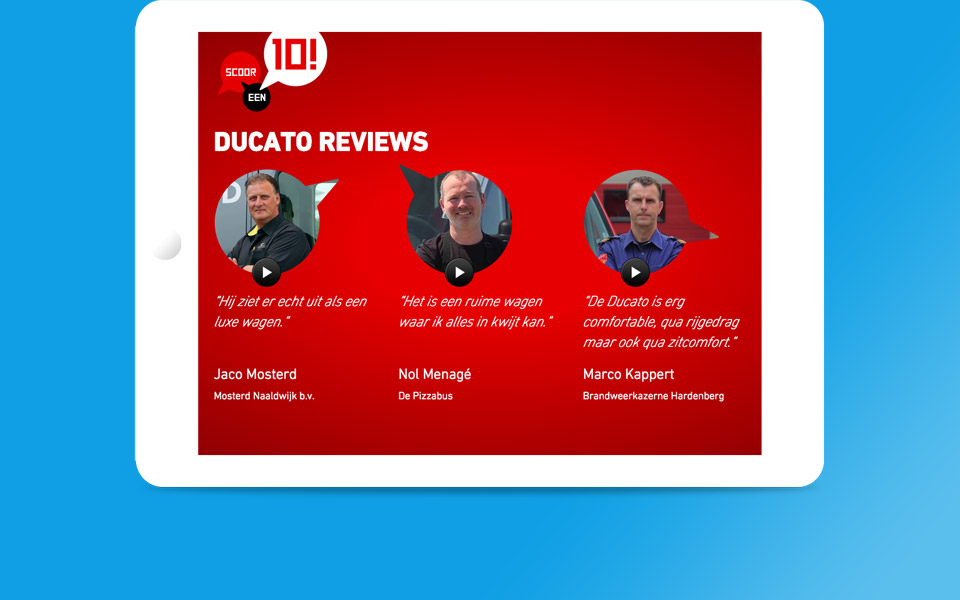 SCOOR
EEN
10!
DUCATO REVIEWS
D
“Hij ziet er echt uit als een
luxe wagen.”
“Het is een ruime wagen
waar ik alles in kwijt kan.”
“De Ducato is erg
comfortable, qua rijgedrag
maar ook qua zitcomfort.”
Jaco Mosterd
Mosterd Naaldwijk b.v.
Nol Menagé
De Pizzabus
Marco Kappert
Brandweerkazerne Hardenberg